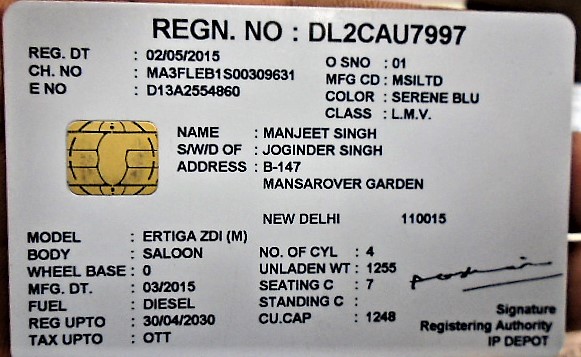 REGN. NO : DL2CAU7997
REG. DT : 02/05/2015 O SNO : 01
CH. NO : MA3FLEB1S00309631 MFG CD : MSILTD
E NO : D13A2554860 COLOR : SERENE BLU
CLASS : L.M.V.
NAME : MANJEET SINGH
S/W/D OF : JOGINDER SINGH
ADDRESS : B-147
MANSAROVER GARDEN
NEW DELHI 110015
MODEL : ERTIGA ZDI (M)
BODY : SALOON NO. OF CYL : 4
WHEEL BASE : 0 UNLADEN WT : 1255
MFG. DT. : 03/2015 SEATING C : 7
FUEL : DIESEL STANDING C :
REG UPTO : 30/04/2030 CU.CAP : 1248
TAX UPTO : OTT
Signature
Registering Authority
IP DEPOT